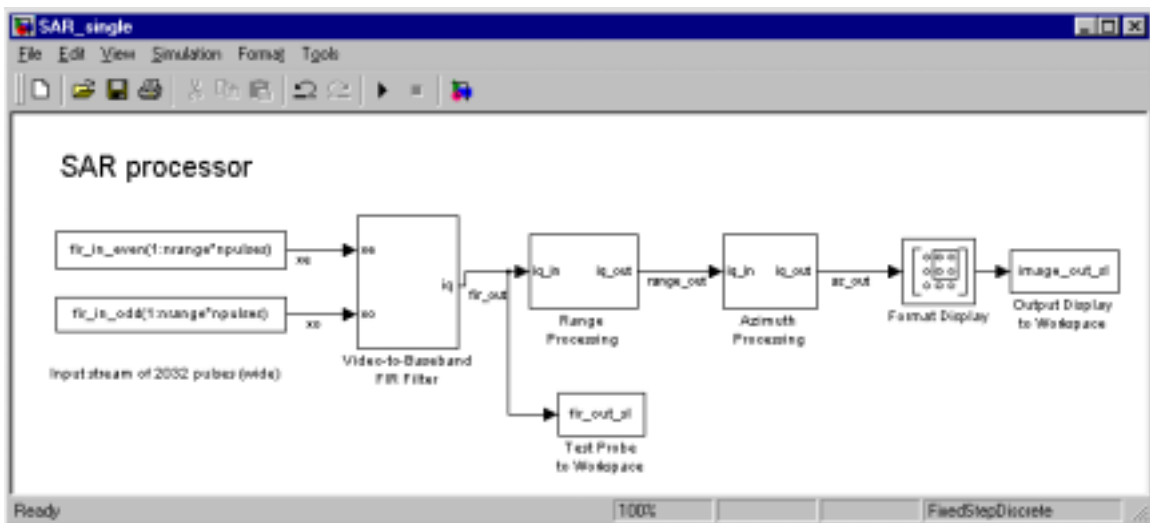 SAR_single
File Edit View Simulation Format Tools
SAR processor
fir_in_even(1:nrange*npulses)
xe
xe
fir_in_odd(1:nrange*npulses)
xo
xo
iq
Video-to-Baseband
FIR Filter
Input stream of 2032 pulses (wide)
fir_out
iq_in iq_out
Range
Processing
range_out
iq_in iq_out
Azimuth
Processing
az_out
Format Display
image_out_sl
Output Display
to Workspace
fir_out_sl
Test Probe
to Workspace
Ready 100% FixedStepDiscrete